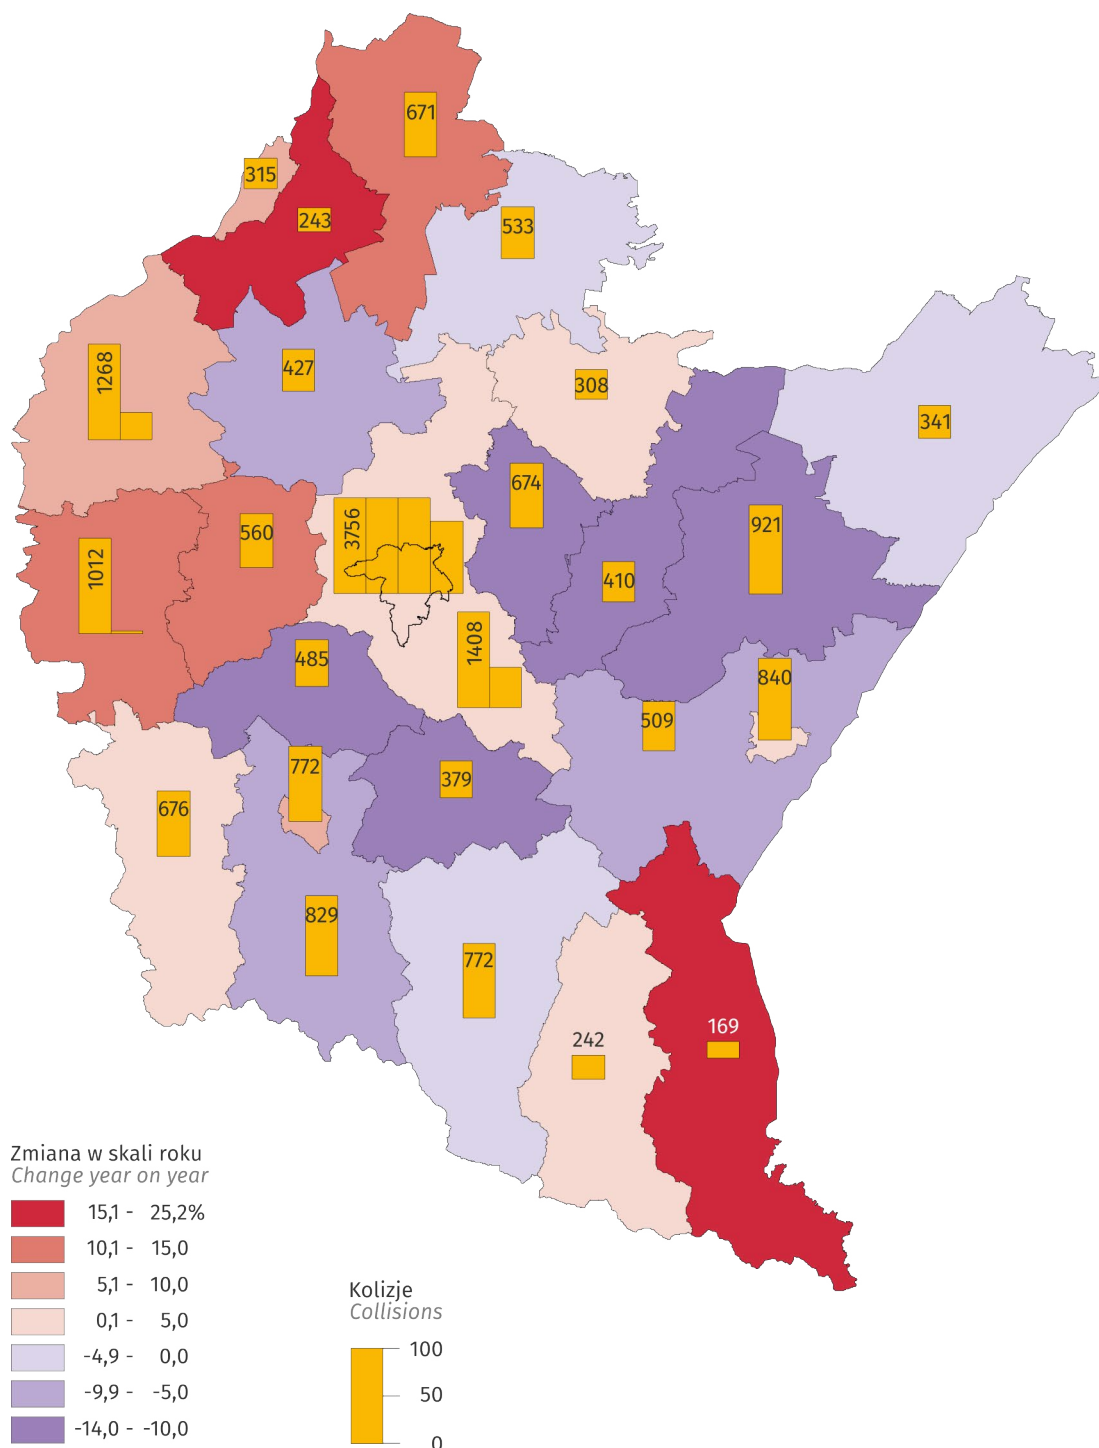 671
315
243
533
1268
427
308
341
674
3756
560
921
1012
410
1408
485
840
509
772
379
676
829
772
242
169
Zmiana w skali roku
Change year on year
15,1 - 25,2%
10,1 - 15,0
5,1 - 10,0
0,1 - 5,0
-4,9 - 0,0
-9,9 - -5,0
-14,0 - -10,0
Kolizje
Collisions
100
50
0